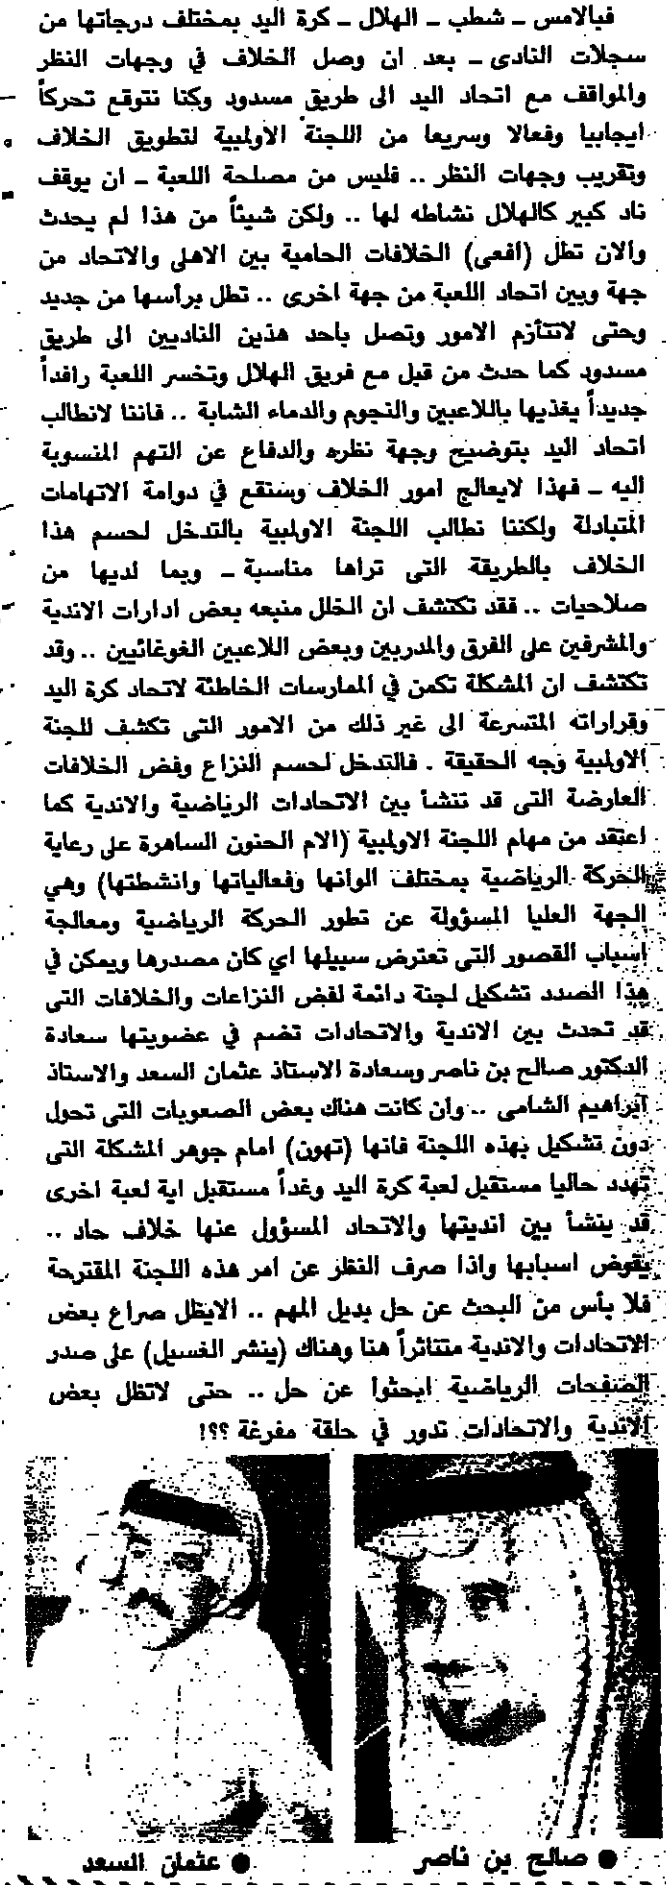 فبالامس ـ شطب ـ الهلال ـ كرة اليد بمختلف درجاتها من
سجلات النادى ـ بعد ان وصل الخلاف في وجهات النظر
والمواقف مع اتحاد اليد الى طريق مسدود وكنا نتوقع تحركاً
ايجابيا وفعالا وسريعا من اللجنة الاولمبية لتطويق الخلاف
وتقريب وجهات النظر .. فليس من مصلحة اللعبة ـ ان يوقف
ناد كبير كالهلال نشاطه لها .. ولكن شيئاً من هذا لم يحدث
والان تطل (افعى) الخلافات الحامية بين الاهلى والاتحاد من
جهة وبين اتحاد اللعبة من جهة اخرى .. تطل برأسها من جديد
وحتى لاتتأزم الامور وتصل باحد هذين الناديين الى طريق
مسدود كما حدث من قبل مع فريق الهلال وتخسر اللعبة رافداً
جديداً يغذيها باللاعبين والنجوم والدماء الشابة .. فاننا لانطالب
اتحاد اليد بتوضيح وجهة نظره والدفاع عن التهم المنسوبة
اليه ـ فهذا لايعالج امور الخلاف وسنقع في دوامة الاتهامات
المتبادلة ولكننا نطالب اللجنة الاولمبية بالتدخل لحسم هذا
الخلاف بالطريقة التى تراها مناسبة ـ وبما لديها من
صلاحيات .. فقد تكتشف ان الخلل منبعه بعض ادارات الاندية
والمشرفين على الفرق والمدربين وبعض اللاعبين الغوغائيين .. وقد
تكتشف ان المشكلة تكمن في الممارسات الخاطئة لاتحاد كرة اليد
وقراراته المتسرعة الى غير ذلك من الامور التى تكشف للجنة
الاولمبية وجه الحقيقة . فالتدخل لحسم النزاع وفض الخلافات
العارضة التى قد تنشأ بين الاتحادات الرياضية والاندية كما
اعتقد من مهام اللجنة الاولمبية (الام الحنون الساهرة على رعاية
الحركة الرياضية بمختلف الوانها وفعالياتها وانشطتها) وهي
الجهة العليا المسؤولة عن تطور الحركة الرياضية ومعالجة
اسباب القصور التى تعترض سبيلها اي كان مصدرها ويمكن في
هذا الصدد تشكيل لجنة دائمة لفض النزاعات والخلافات التى
قد تحدث بين الاندية والاتحادات تضم في عضويتها سعادة
الدكتور صالح بن ناصر وسعادة الاستاذ عثمان السعد والاستاذ
ابراهيم الشامى .. وان كانت هناك بعض الصعوبات التى تحول
دون تشكيل بهذه اللجنة فانها (تهون) امام جوهر المشكلة التى
تهدد حاليا مستقبل لعبة كرة اليد وغداً مستقبل اية لعبة اخرى
قد ينشأ بين انديتها والاتحاد المسؤول عنها خلاف حاد ..
يقوض اسبابها واذا صرف النظر عن امر هذه اللجنة المقترحة
فلا بأس من البحث عن حل بديل المهم .. الايظل صراع بعض
الاتحادات والاندية متناثراً هنا وهناك (ينشر الغسيل) على صدر
الصفحات الرياضية ابحثوا عن حل .. حتى لاتظل بعض
الاندية والاتحادات تدور في حلقة مفرغة ؟؟!
● صالح بن ناصر
● عثمان السعد